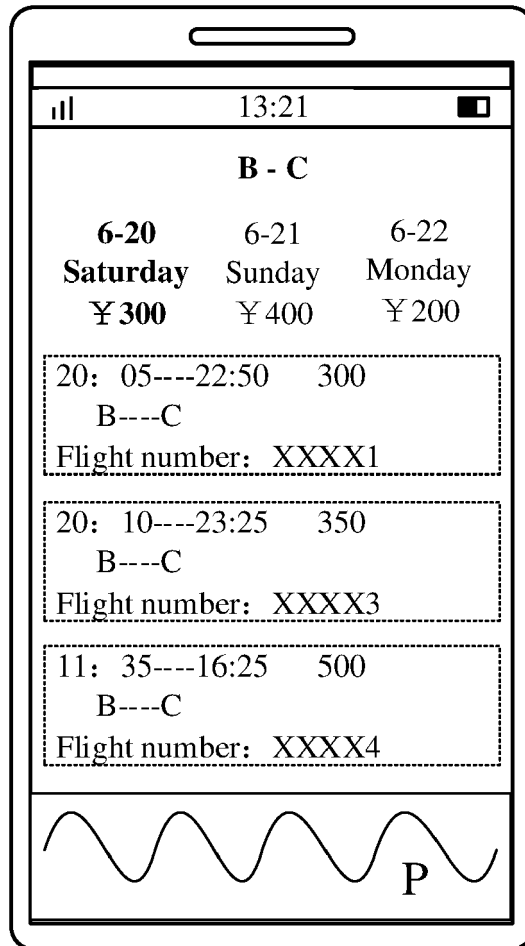 13:21
B - C
6-20 6-21 6-22
Saturday Sunday Monday
¥300 ¥400 ¥200
20：05----22:50 300
B----C
Flight number：XXXX1
20：10----23:25 350
B----C
Flight number：XXXX3
11：35----16:25 500
B----C
Flight number：XXXX4
P